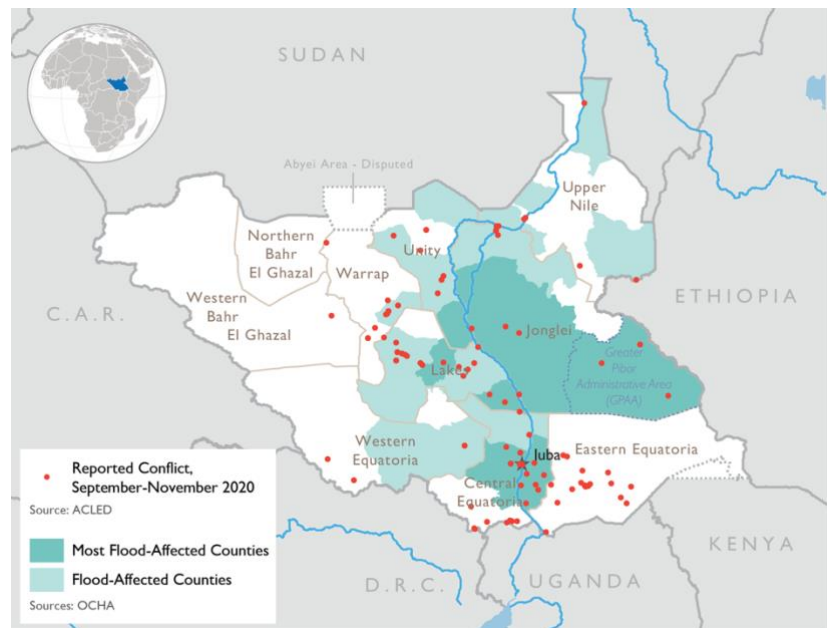 SUDAN
Abyei Area - Disputed
Upper
Nile
Northern
Bahr
El Ghazal
Unity
Warrap
Western
Bahr
El Ghazal
C.A.R.
ETHIOPIA
Jonglei
Greater
Pibor
Administrative Area
(GPAA)
Lakes
Western
Equatoria
Juba
Eastern Equatoria
Central
Equatoria
Reported Conflict,
September-November 2020
Source: ACLED
Most Flood-Affected Counties
Flood-Affected Counties
Sources: OCHA
KENYA
D.R.C.
UGANDA